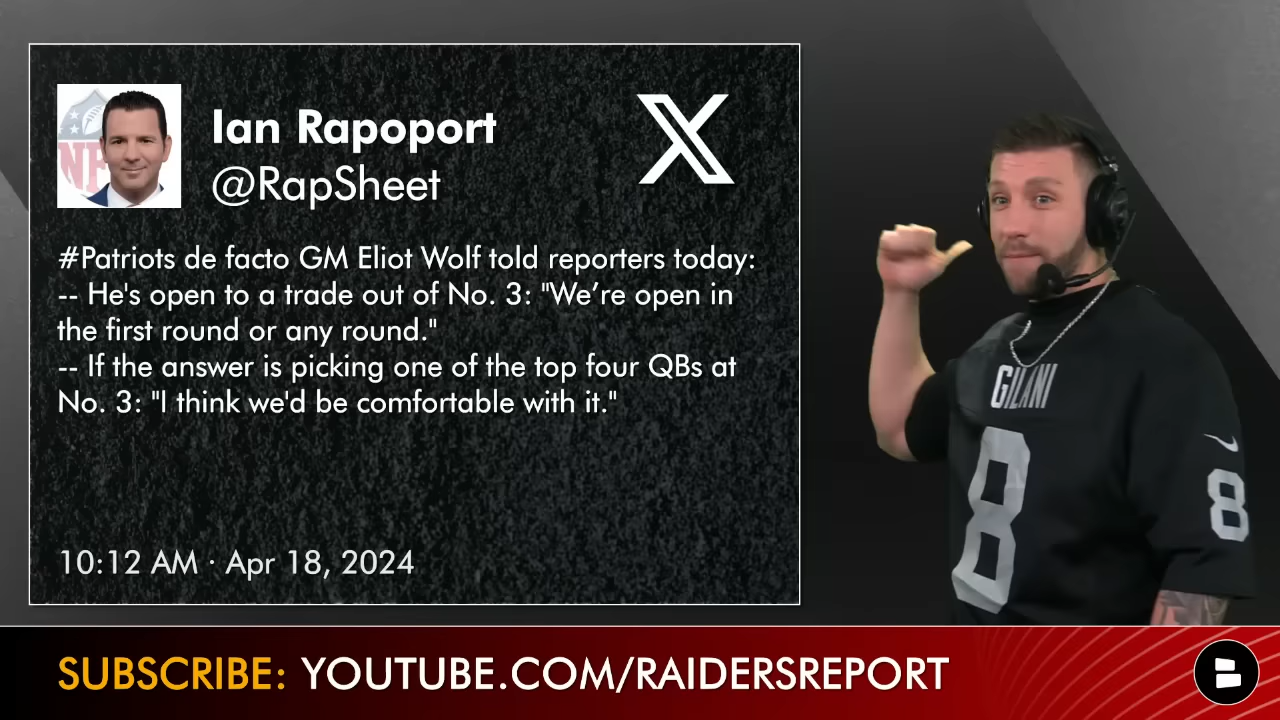 Ian Rapoport
@RapSheet
#Patriots de facto GM Eliot Wolf told reporters today:
-- He's open to a trade out of No. 3: "We’re open in
the first round or any round."
-- If the answer is picking one of the top four QBs at
No. 3: "I think we'd be comfortable with it."
10:12 AM · Apr 18, 2024
GILANI
8
8
SUBSCRIBE: YOUTUBE.COM/RAIDERSREPORT